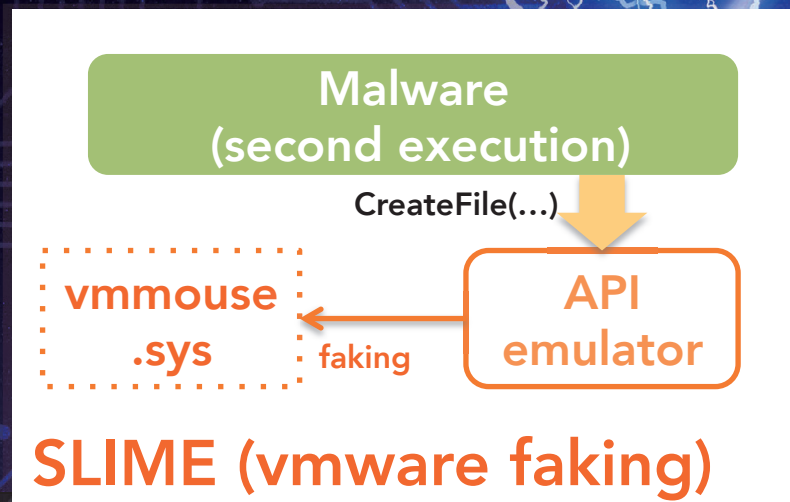 Malware
(second execution)
CreateFile(...)
vmmouse
.sys
faking
API
emulator
SLIME (vmware faking)